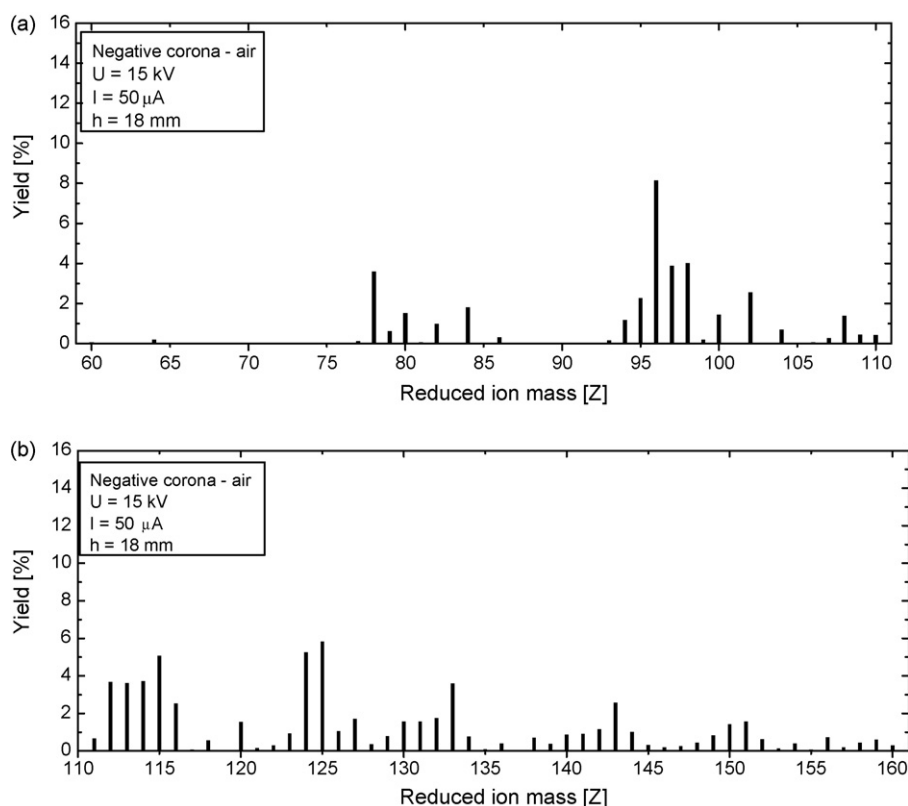 (a)
16
14
12
10
8
6
4
2
0
Yield [%]
Negative corona - air
U = 15 kV
I = 50 µA
h = 18 mm
60 65 70 75 80 85 90 95 100 105 110
Reduced ion mass [Z]
(b)
16
14
12
10
8
6
4
2
0
Yield [%]
Negative corona - air
U = 15 kV
I = 50 µA
h = 18 mm
110 115 120 125 130 135 140 145 150 155 160
Reduced ion mass [Z]